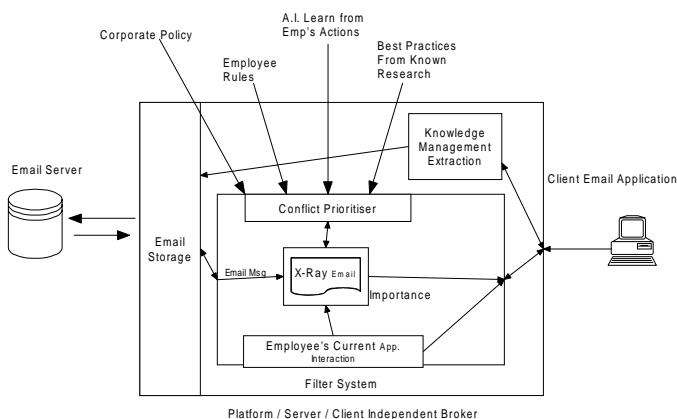 A.I. Learn from
Emp's Actions
Corporate Policy
Employee
Rules
Best Practices
From Known
Research
Knowledge
Management
Extraction
Email Server
Client Email Application
Conflict Prioritiser
Email
Storage
Email Msg
X-Ray Email
Importance
Employee's Current App.
Interaction
Filter System
Platform / Server / Client Independent Broker